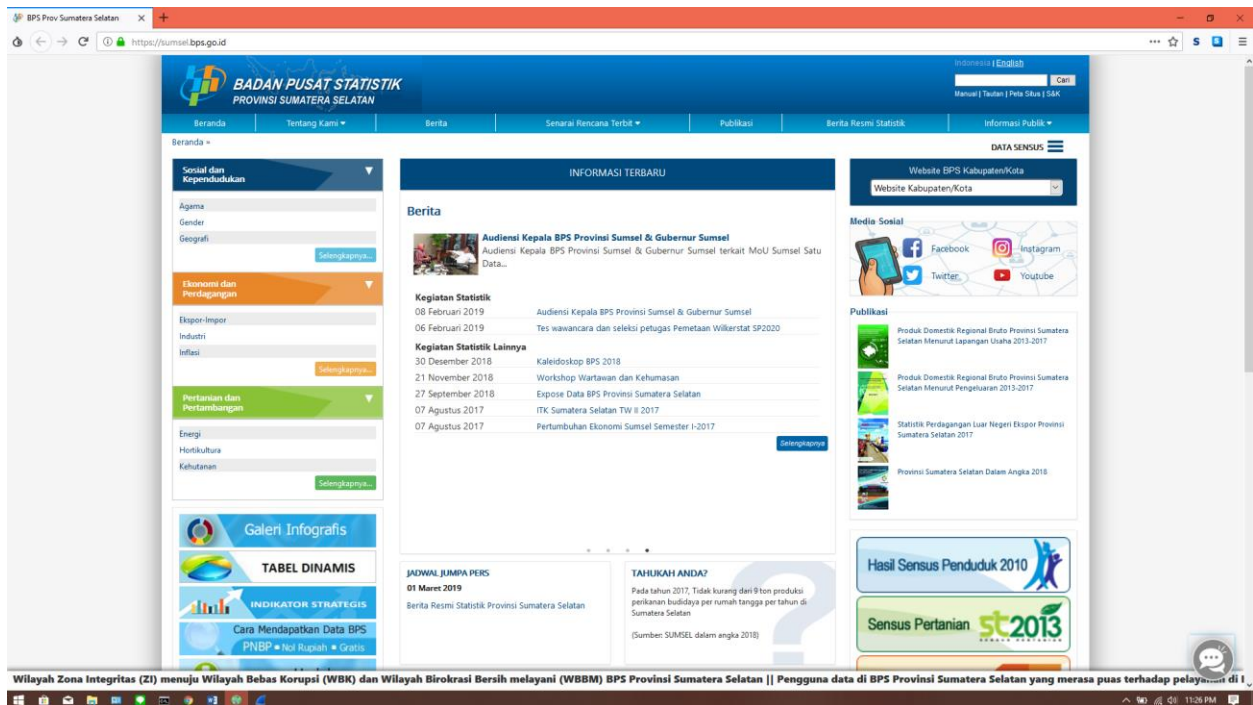 BPS Prov Sumatera Selatan
https://sumsel.bps.go.id
BADAN PUSAT STATISTIK
PROVINSI SUMATERA SELATAN
Indonesia | English
Cari
Manual | Tautan | Peta Situs | S&K
Beranda Tentang Kami Berita Senarai Rencana Terbit Publikasi Berita Resmi Statistik Informasi Publik
Beranda »
DATA SENSUS
Sosial dan
Kependudukan
Agama
Gender
Geografi
Selengkapnya...
Ekonomi dan
Perdagangan
Ekspor-Impor
Industri
Inflasi
Selengkapnya...
Pertanian dan
Pertambangan
Energi
Hortikultura
Kehutanan
Selengkapnya...
Galeri Infografis
TABEL DINAMIS
INDIKATOR STRATEGIS
Cara Mendapatkan Data BPS
PNBP • Nol Rupiah • Gratis
INFORMASI TERBARU
Berita
Audiensi Kepala BPS Provinsi Sumsel & Gubernur Sumsel
Audiensi Kepala BPS Provinsi Sumsel & Gubernur Sumsel terkait MoU Sumsel Satu
Data...
Kegiatan Statistik
08 Februari 2019 Audiensi Kepala BPS Provinsi Sumsel & Gubernur Sumsel
06 Februari 2019 Tes wawancara dan seleksi petugas Pemetaan Wilkerstat SP2020
Kegiatan Statistik Lainnya
30 Desember 2018 Kaleidoskop BPS 2018
21 November 2018 Workshop Wartawan dan Kehumasan
27 September 2018 Expose Data BPS Provinsi Sumatera Selatan
07 Agustus 2017 ITK Sumatera Selatan TW II 2017
07 Agustus 2017 Pertumbuhan Ekonomi Sumsel Semester I-2017
Selengkapnya
JADWAL JUMPA PERS
01 Maret 2019
Berita Resmi Statistik Provinsi Sumatera Selatan
TAHUKAH ANDA?
Pada tahun 2017, Tidak kurang dari 9 ton produksi
perikanan budidaya per rumah tangga per tahun di
Sumatera Selatan
(Sumber: SUMSEL dalam angka 2018)
Website BPS Kabupaten/Kota
Website Kabupaten/Kota
Media Sosial
Facebook Instagram
Twitter Youtube
Publikasi
Produk Domestik Regional Bruto Provinsi Sumatera
Selatan Menurut Lapangan Usaha 2013-2017
Produk Domestik Regional Bruto Provinsi Sumatera
Selatan Menurut Pengeluaran 2013-2017
Statistik Perdagangan Luar Negeri Ekspor Provinsi
Sumatera Selatan 2017
Provinsi Sumatera Selatan Dalam Angka 2018
Hasil Sensus Penduduk 2010
Sensus Pertanian st2013
SENSUS PERTANIAN
Wilayah Zona Integritas (ZI) menuju Wilayah Bebas Korupsi (WBK) dan Wilayah Birokrasi Bersih melayani (WBBM) BPS Provinsi Sumatera Selatan || Pengguna data di BPS Provinsi Sumatera Selatan yang merasa puas terhadap pelayanan di
11:26 PM